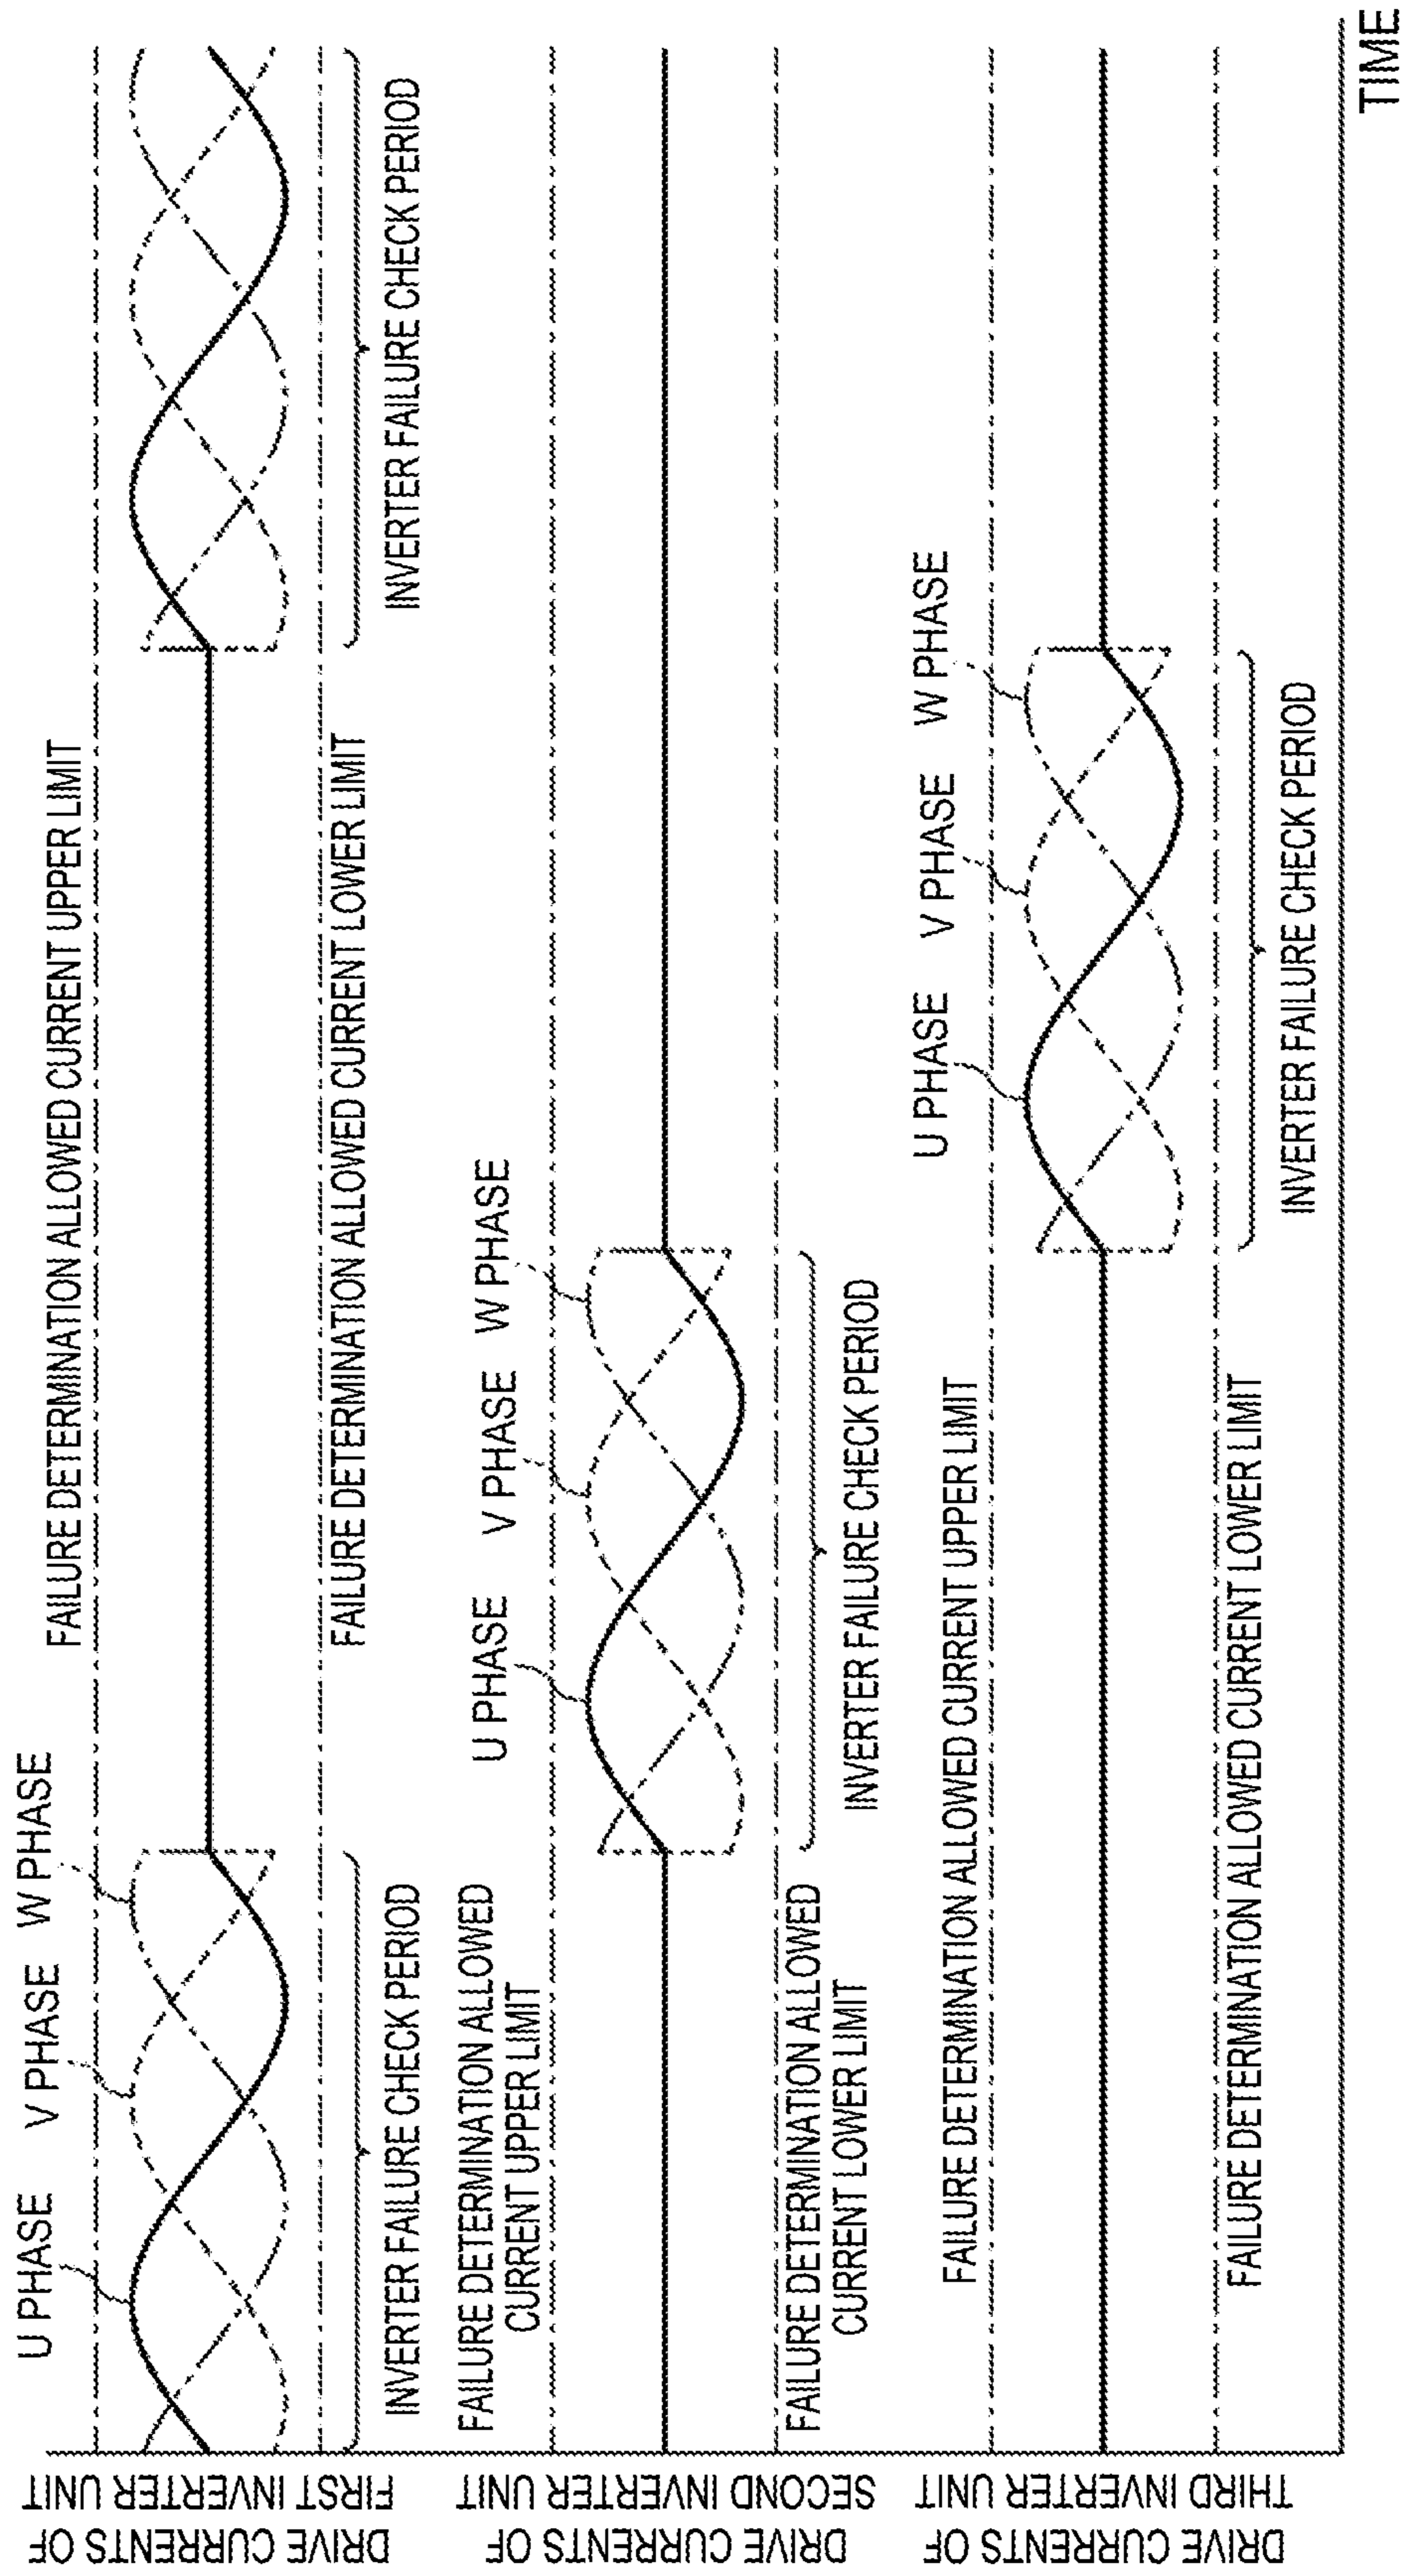 DRIVE CURRENTS OF
FIRST INVERTER UNIT
U PHASE
V PHASE
W PHASE
FAILURE DETERMINATION ALLOWED CURRENT UPPER LIMIT
FAILURE DETERMINATION ALLOWED CURRENT LOWER LIMIT
INVERTER FAILURE CHECK PERIOD
INVERTER FAILURE CHECK PERIOD
DRIVE CURRENTS OF
SECOND INVERTER UNIT
FAILURE DETERMINATION ALLOWED
CURRENT UPPER LIMIT
U PHASE
V PHASE
W PHASE
FAILURE DETERMINATION ALLOWED
CURRENT LOWER LIMIT
INVERTER FAILURE CHECK PERIOD
DRIVE CURRENTS OF
THIRD INVERTER UNIT
FAILURE DETERMINATION ALLOWED CURRENT UPPER LIMIT
U PHASE
V PHASE
W PHASE
FAILURE DETERMINATION ALLOWED CURRENT LOWER LIMIT
INVERTER FAILURE CHECK PERIOD
TIME